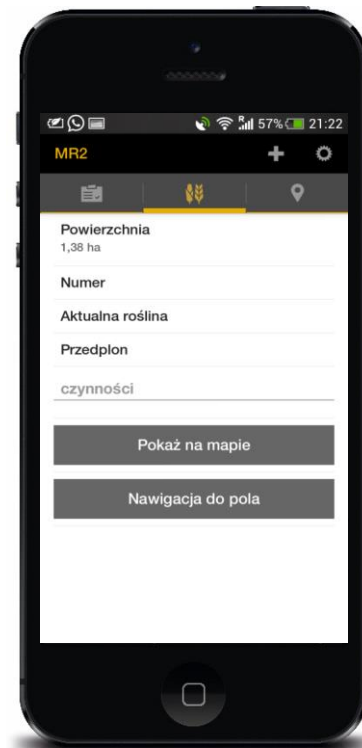 R 57% 21:22
MR2
Powierzchnia
1,38 ha
Numer
Aktualna roślina
Przedplon
czynności
Pokaż na mapie
Nawigacja do pola